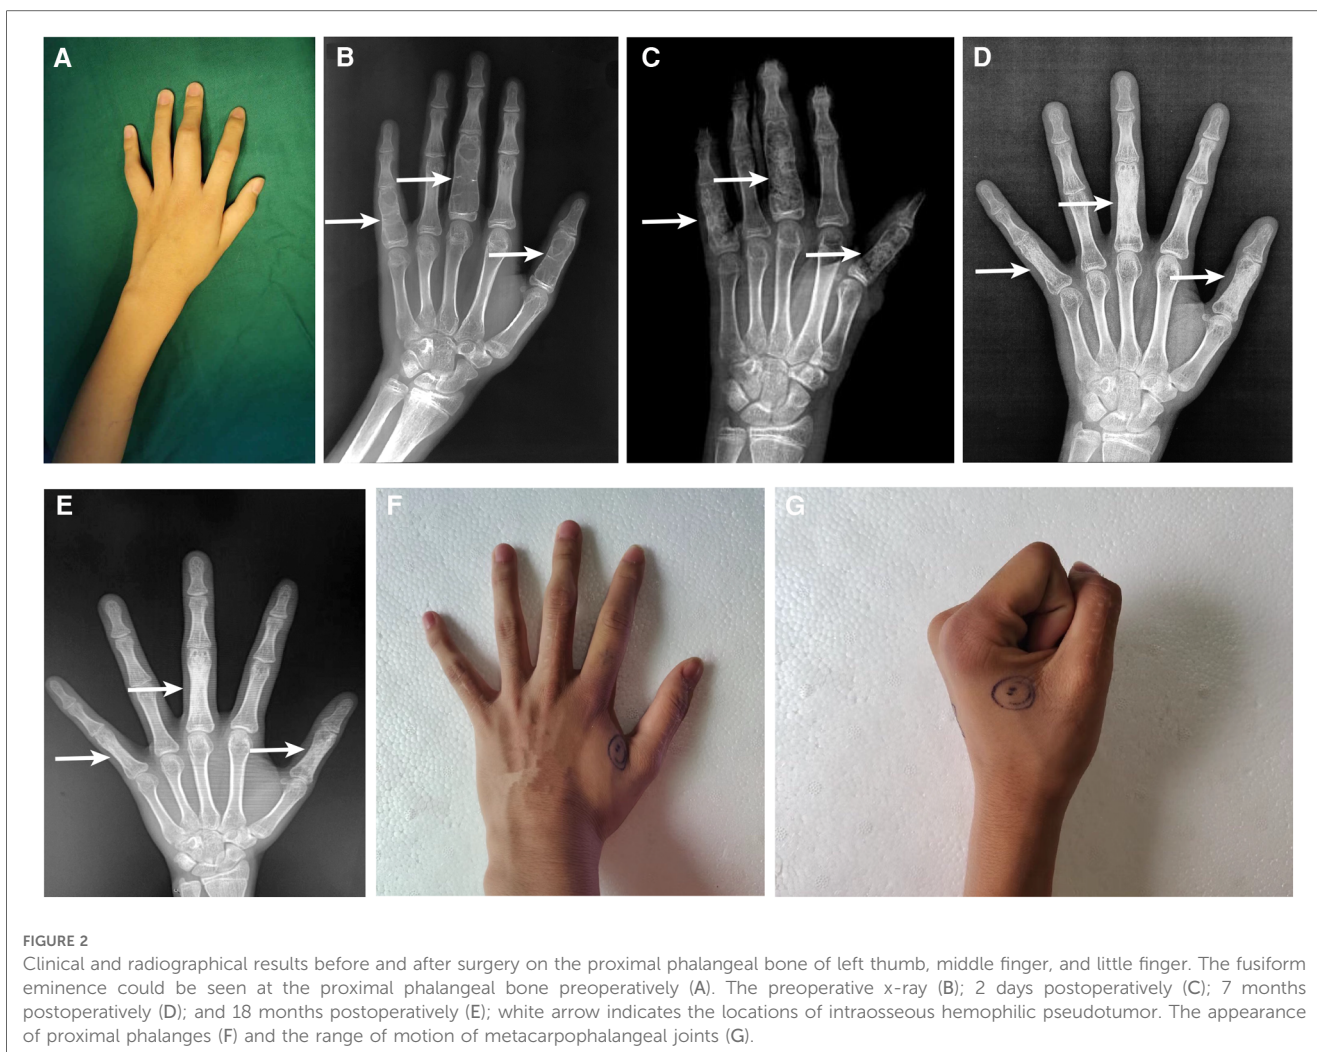 A
B
C
D
E
F
G
FIGURE 2
Clinical and radiographical results before and after surgery on the proximal phalangeal bone of left thumb, middle finger, and little finger. The fusiform
eminence could be seen at the proximal phalangeal bone preoperatively (A). The preoperative x-ray (B); 2 days postoperatively (C); 7 months
postoperatively (D); and 18 months postoperatively (E); white arrow indicates the locations of intraosseous hemophilic pseudotumor. The appearance
of proximal phalanges (F) and the range of motion of metacarpophalangeal joints (G).